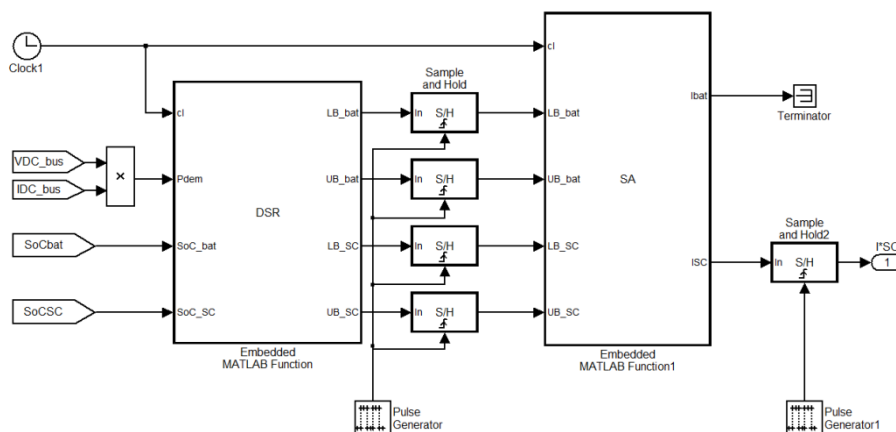 Clock1
VDC_bus
IDC_bus
×
SoCbat
SoCSC
cl
Pdem
SoC_bat
SoC_SC
DSR
LB_bat
UB_bat
LB_SC
UB_SC
Embedded
MATLAB Function
Sample
and Hold
In
S/H
In
S/H
In
S/H
In
S/H
Pulse
Generator
cl
LB_bat
UB_bat
LB_SC
UB_SC
SA
Ibat
ISC
Embedded
MATLAB Function1
Terminator
Sample
and Hold2
In
S/H
I*SC
1
Pulse
Generator1